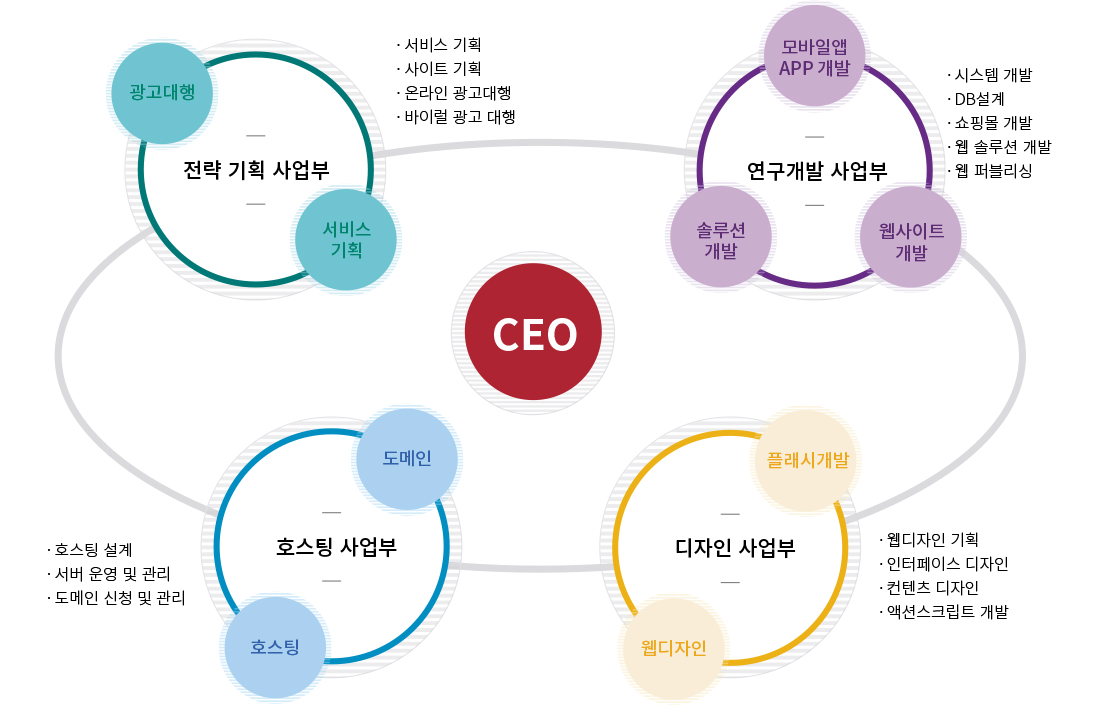 광고대행
전략 기획 사업부
서비스
기획
· 서비스 기획
· 사이트 기획
· 온라인 광고대행
· 바이럴 광고 대행
모바일앱
APP 개발
연구개발 사업부
솔루션
개발
웹사이트
개발
· 시스템 개발
· DB설계
· 쇼핑몰 개발
· 웹 솔루션 개발
· 웹 퍼블리싱
CEO
도메인
호스팅 사업부
호스팅
· 호스팅 설계
· 서버 운영 및 관리
· 도메인 신청 및 관리
플래시개발
디자인 사업부
웹디자인
· 웹디자인 기획
· 인터페이스 디자인
· 컨텐츠 디자인
· 액션스크립트 개발